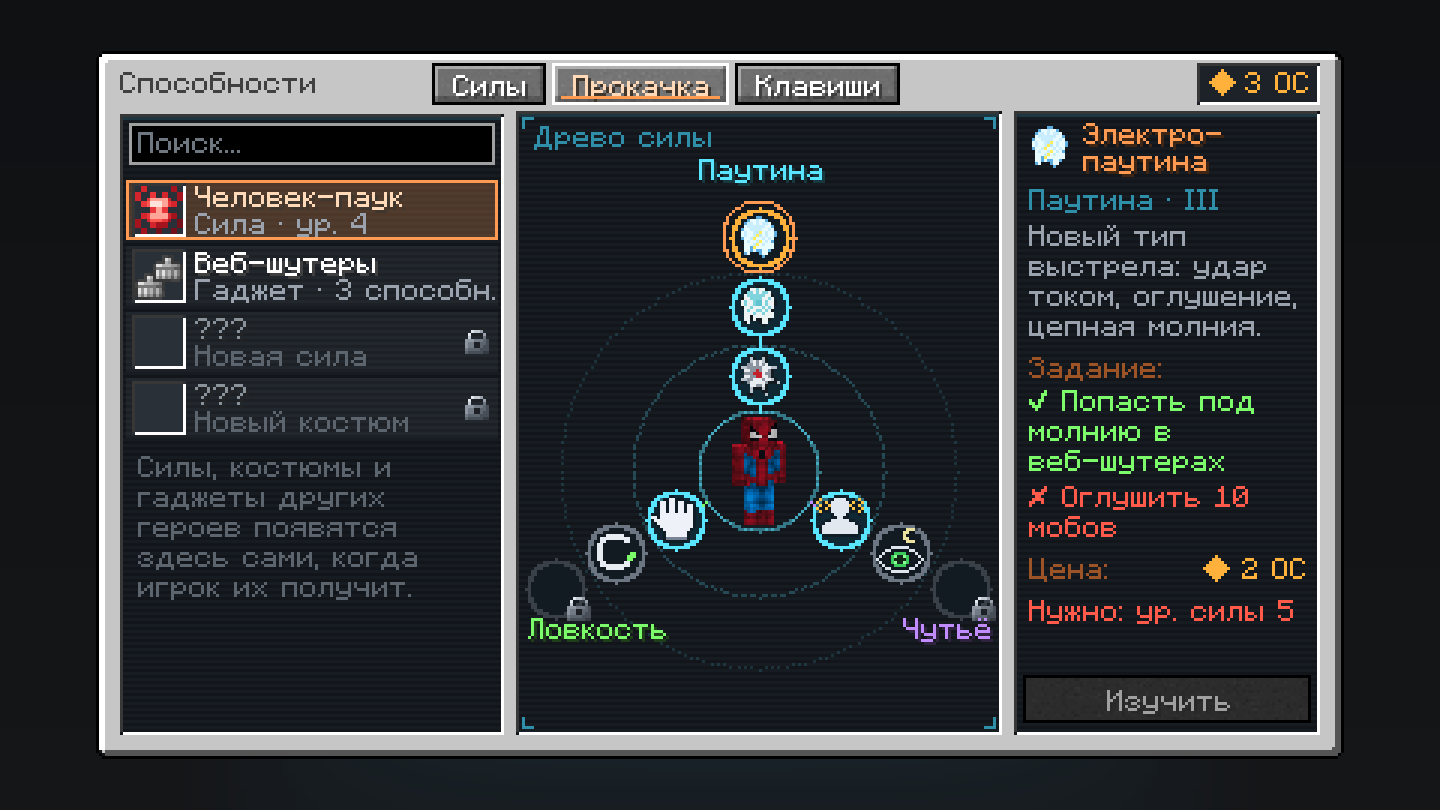 Способности
Силы
Прокачка
Клавиши
3 ОС
Поиск...
Человек-паук
Сила · ур. 4
Веб-шутеры
Гаджет · 3 способн.
???
Новая сила
???
Новый костюм
Силы, костюмы и
гаджеты других
героев появятся
здесь сами, когда
игрок их получит.
Древо силы
Паутина
Ловкость
Чутьё
Электро-
паутина
Паутина · III
Новый тип
выстрела: удар
током, оглушение,
цепная молния.
Задание:
✓ Попасть под
молнию в
веб-шутерах
✘ Оглушить 10
мобов
Цена: 2 ОС
Нужно: ур. силы 5
Изучить